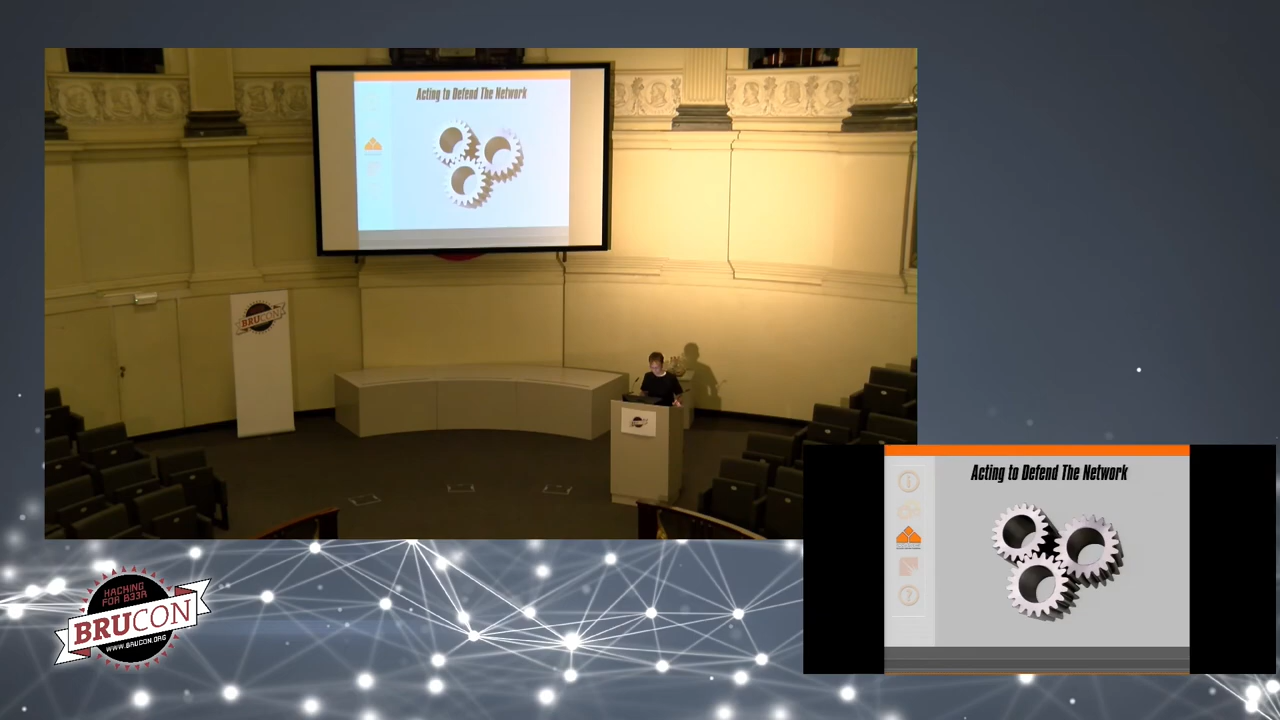 Acting to Defend The Network
BRUCON
Acting to Defend The Network
i
?
HACKING
FOR B33R
BRUCON
WWW.BRUCON.ORG